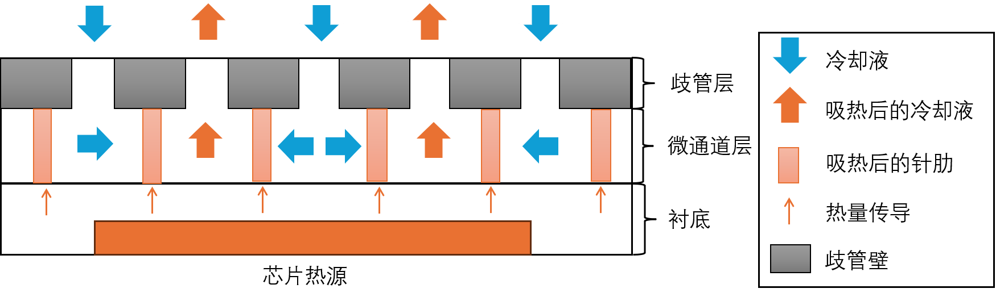 歧管层
微通道层
衬底
芯片热源
冷却液
吸热后的冷却液
吸热后的针肋
热量传导
歧管壁